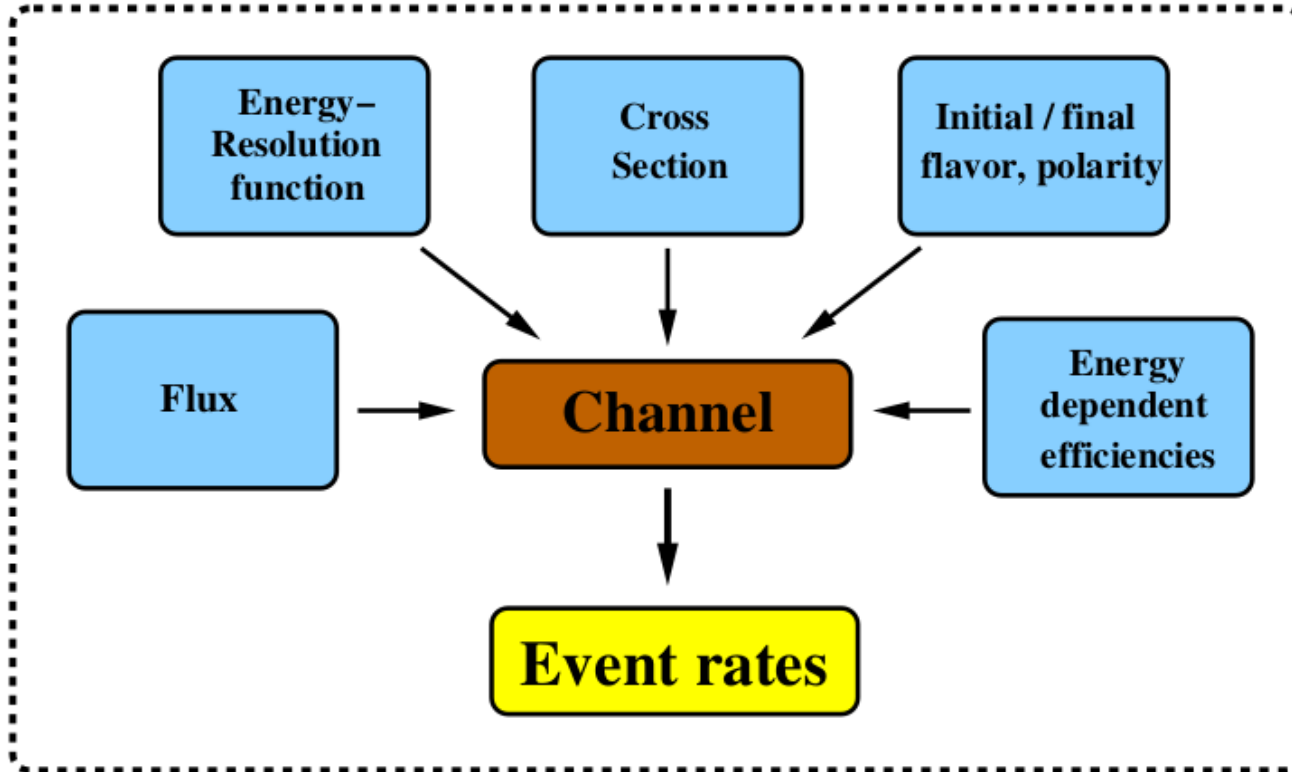 Energy−
Resolution
function
Cross
Section
Initial / final
flavor, polarity
Flux
Channel
Energy
dependent
efficiencies
Event rates